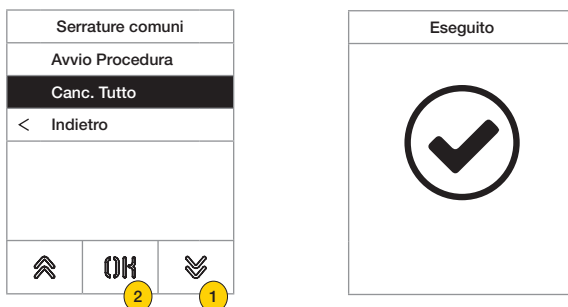 Serrature comuni
Avvio Procedura
Canc. Tutto
< Indietro
OK
2
1
Eseguito